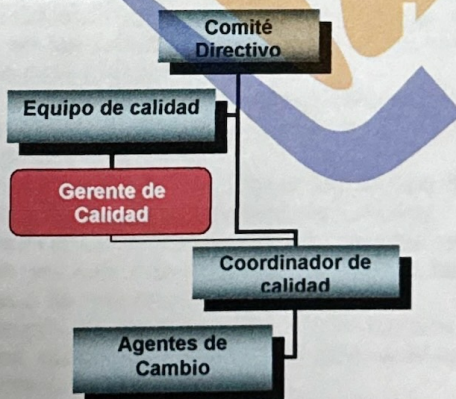 Comité
Directivo
Equipo de calidad
Gerente de
Calidad
Coordinador de
calidad
Agentes de
Cambio